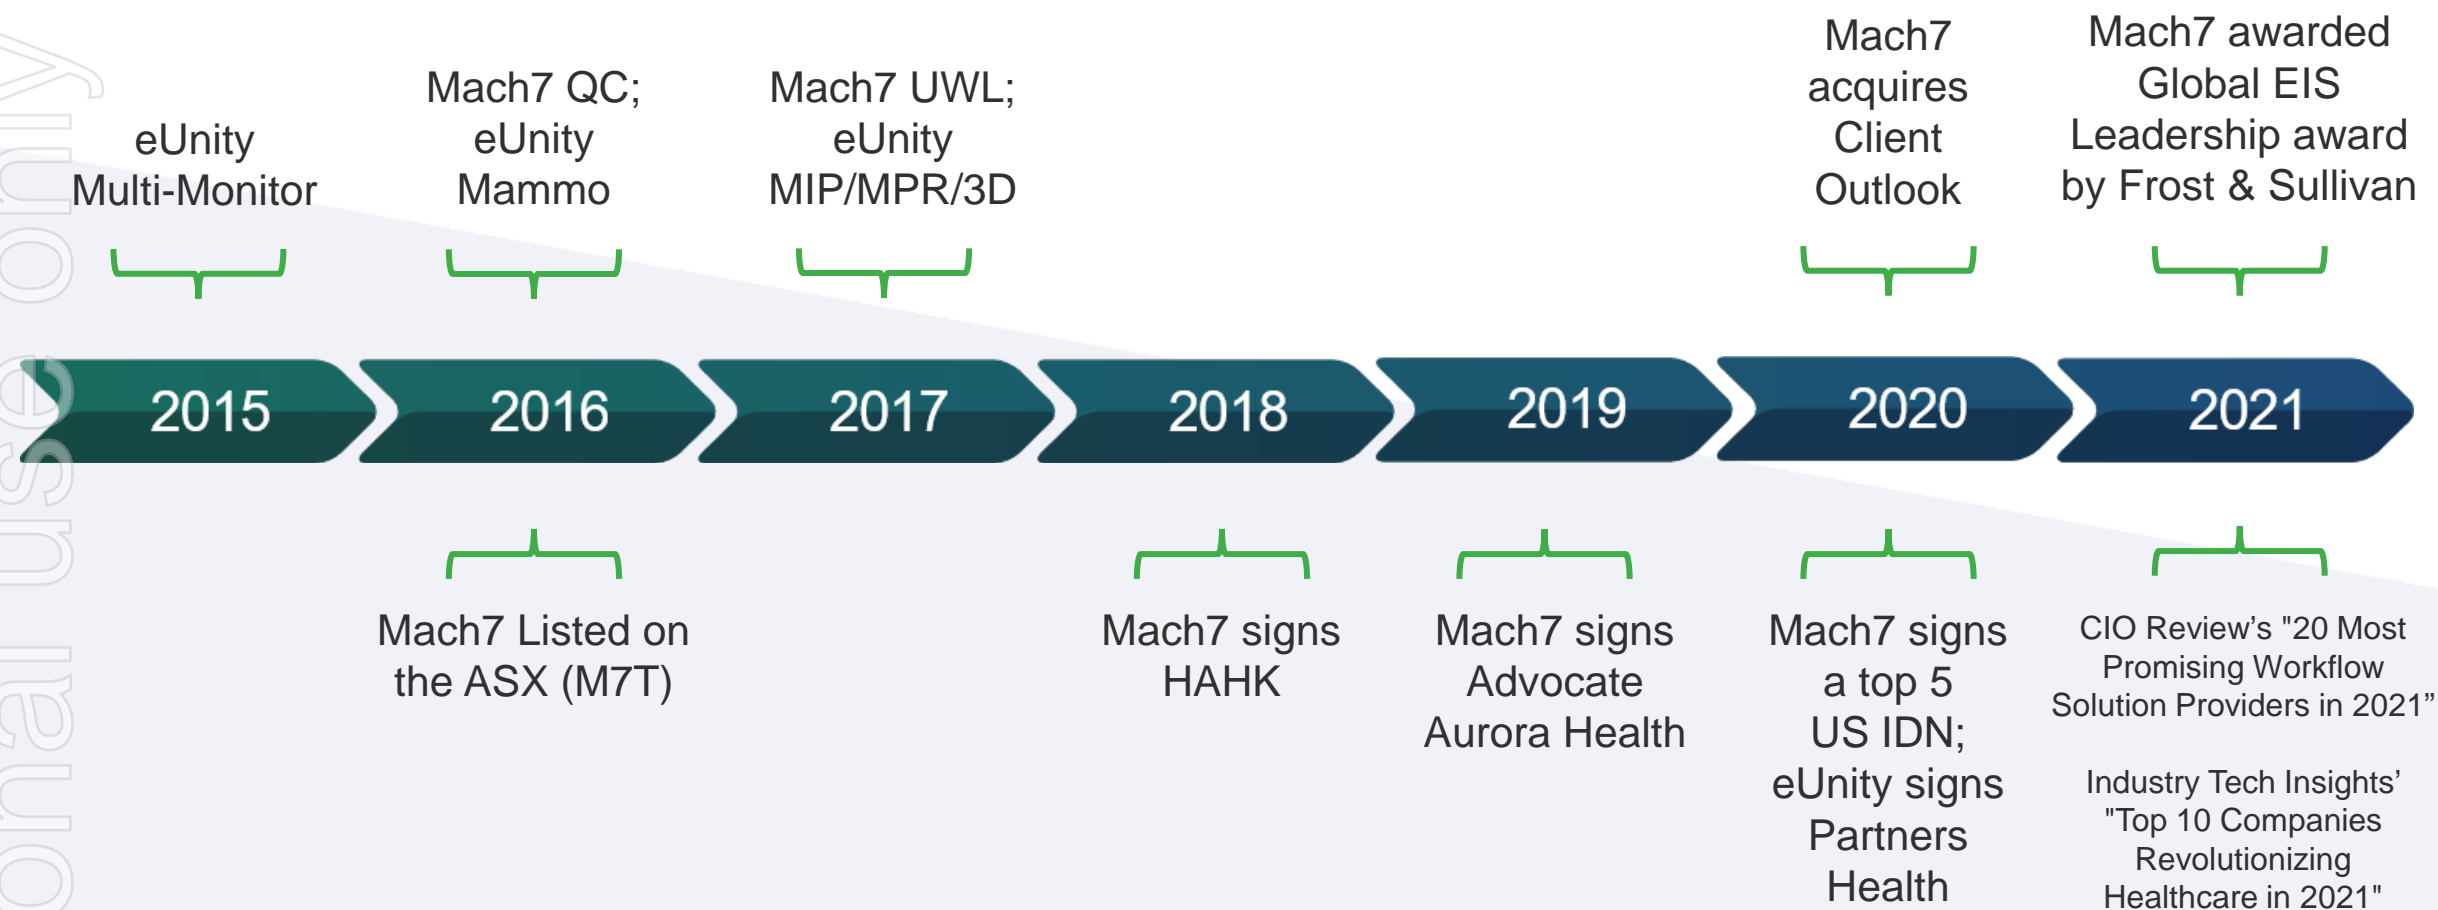 eUnity
Multi-Monitor
Mach7 QC;
eUnity
Mammo
Mach7 UWL;
eUnity
MIP/MPR/3D
Mach7
acquires
Client
Outlook
Mach7 awarded
Global EIS
Leadership award
by Frost & Sullivan
2015
2016
2017
2018
2019
2020
2021
Mach7 Listed on
the ASX (M7T)
Mach7 signs
HAHK
Mach7 signs
Advocate
Aurora Health
Mach7 signs
a top 5
US IDN;
eUnity signs
Partners
Health
CIO Review’s "20 Most
Promising Workflow
Solution Providers in 2021”
Industry Tech Insights’
"Top 10 Companies
Revolutionizing
Healthcare in 2021"
use only